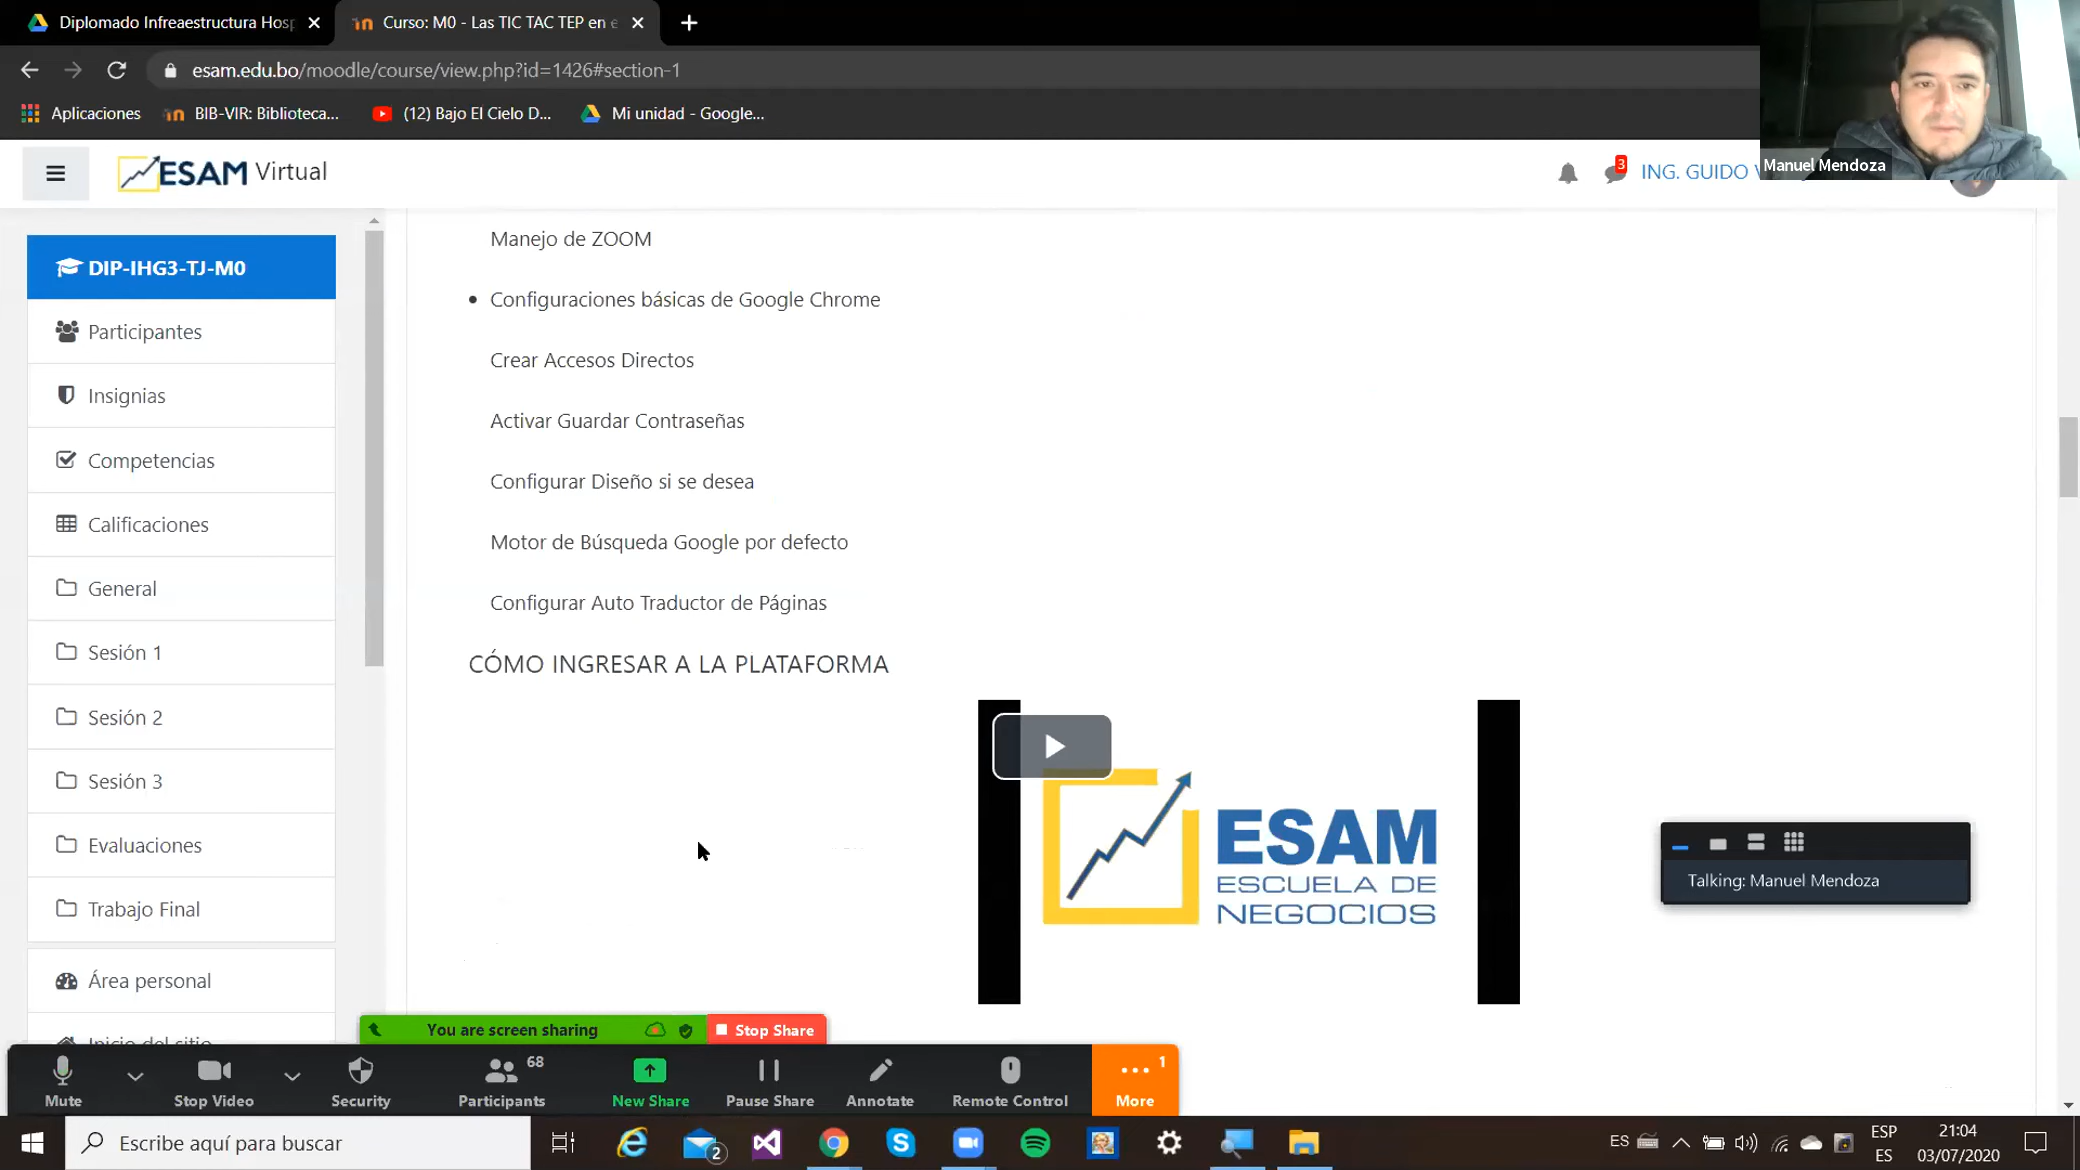 Diplomado Infreaestructura Hosp
Curso: M0 - Las TIC TAC TEP en e
esam.edu.bo/moodle/course/view.php?id=1426#section-1
Aplicaciones
BIB-VIR: Biblioteca...
(12) Bajo El Cielo D...
Mi unidad - Google...
Manuel Mendoza
ESAM Virtual
3
ING. GUIDO V
DIP-IHG3-TJ-M0
Participantes
Insignias
Competencias
Calificaciones
General
Sesión 1
Sesión 2
Sesión 3
Evaluaciones
Trabajo Final
Área personal
Inicio del sitio
Manejo de ZOOM
• Configuraciones básicas de Google Chrome
Crear Accesos Directos
Activar Guardar Contraseñas
Configurar Diseño si se desea
Motor de Búsqueda Google por defecto
Configurar Auto Traductor de Páginas
CÓMO INGRESAR A LA PLATAFORMA
ESAM
ESCUELA DE
NEGOCIOS
Talking: Manuel Mendoza
You are screen sharing
Stop Share
Mute
Stop Video
Security
Participants
68
New Share
Pause Share
Annotate
Remote Control
More
1
Escribe aquí para buscar
2
ES
ESP
ES
21:04
03/07/2020